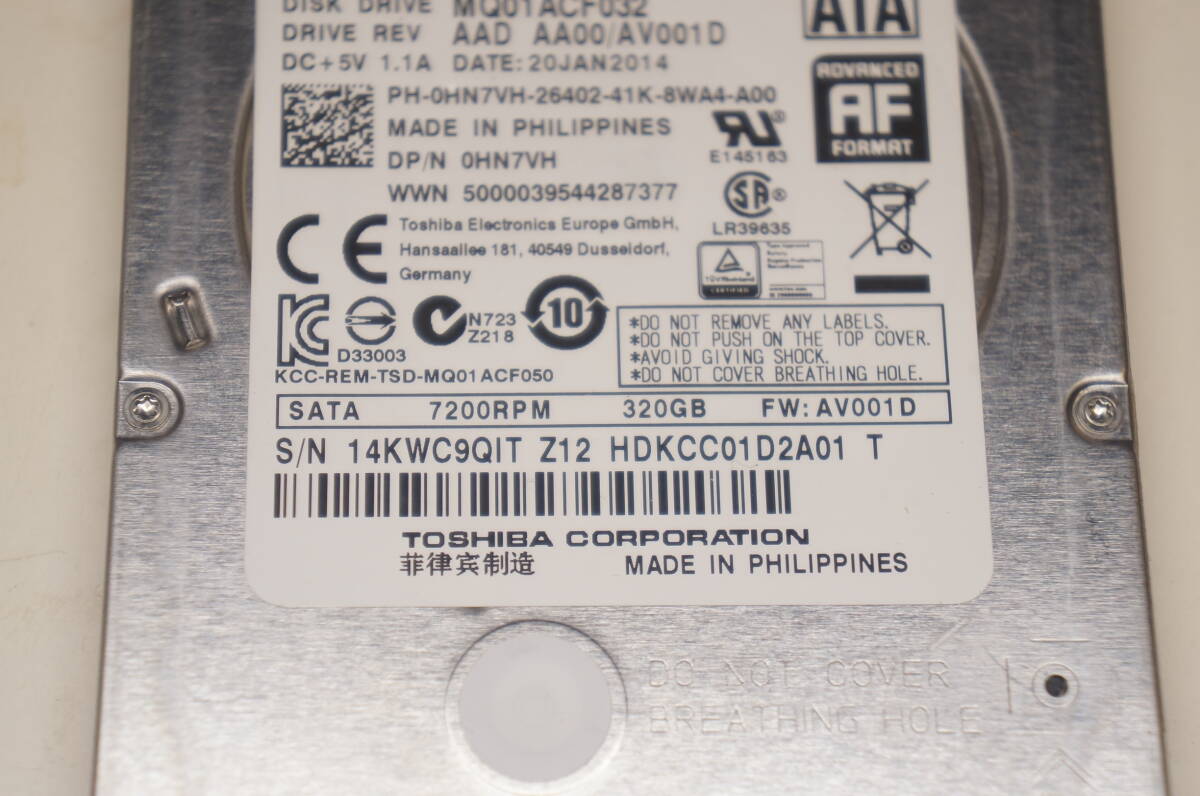 DISK DRIVE MQ01ACF032
DRIVE REV AAD AA00/AV001D
DC+5V 1.1A DATE: 20JAN2014
PH-0HN7VH-26402-41K-8WA4-A00
MADE IN PHILIPPINES
DP/N 0HN7VH
WWN 5000039544287377
ATA
ADVANCED
AF
FORMAT
E145163
LR39635
Toshiba Electronics Europe GmbH,
Hansaallee 181, 40549 Dusseldorf,
Germany
CE
D33003
N723
Z218
10
KCC-REM-TSD-MQ01ACF050
*DO NOT REMOVE ANY LABELS.
*DO NOT PUSH ON THE TOP COVER.
*AVOID GIVING SHOCK.
*DO NOT COVER BREATHING HOLE.
SATA 7200RPM 320GB FW: AV001D
S/N 14KWC9QIT Z12 HDKCC01D2A01 T
TOSHIBA CORPORATION
菲律宾制造 MADE IN PHILIPPINES
DO NOT COVER
BREATHING HOLE